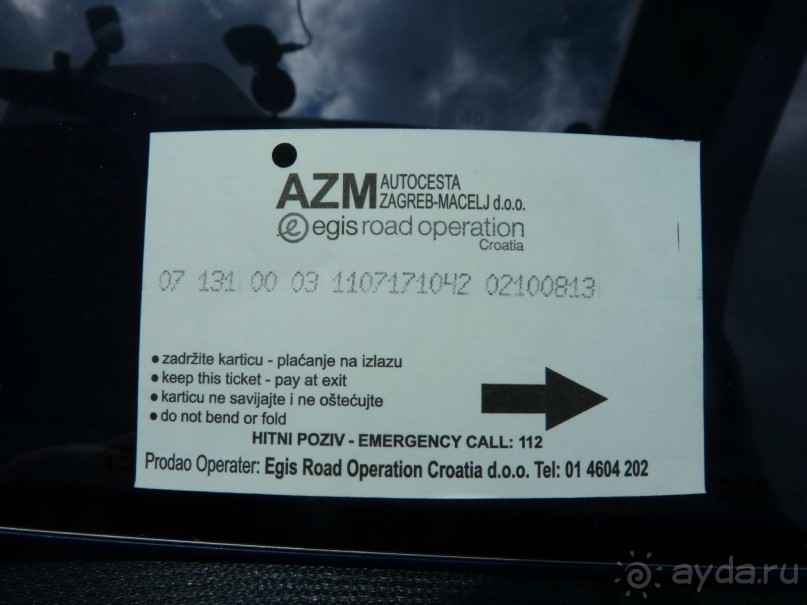 AZM AUTOCESTA
ZAGREB-MACELJ d.o.o.
e egis road operation
Croatia
07 131 00 03 1107171042 02100813
• zadržite karticu - plaćanje na izlazu
• keep this ticket - pay at exit
• karticu ne savijajte i ne oštećujte
• do not bend or fold
HITNI POZIV - EMERGENCY CALL: 112
Prodao Operater: Egis Road Operation Croatia d.o.o. Tel: 01 4604 202
ayda.ru